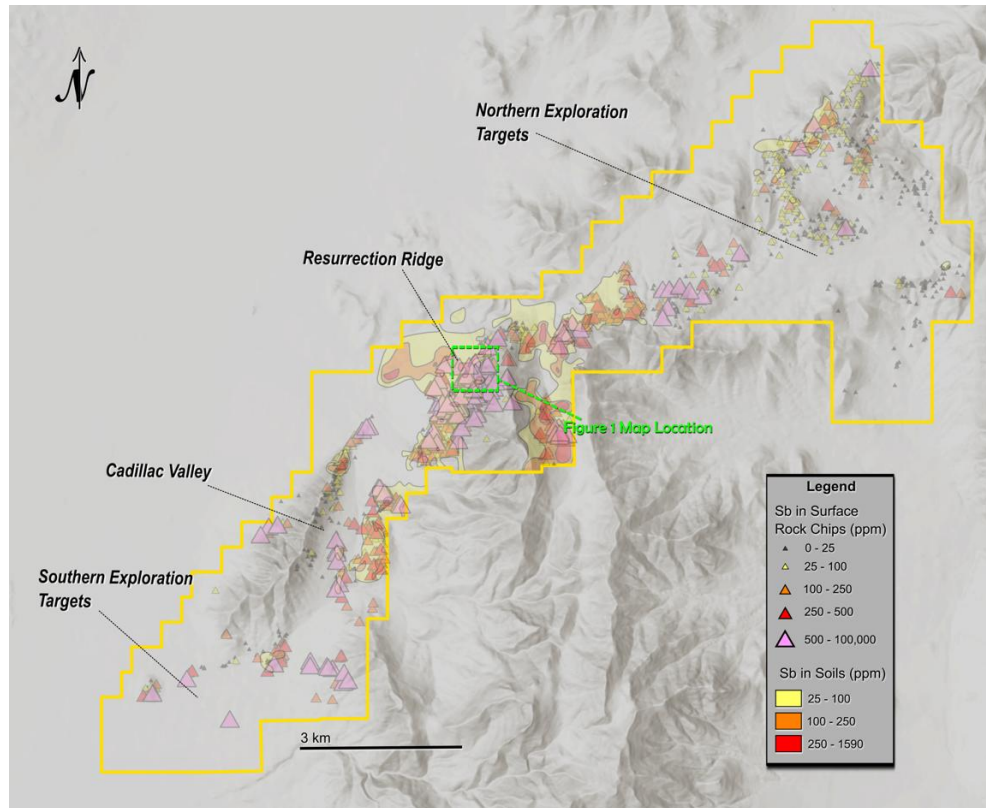 N
Northern Exploration
Targets
Resurrection Ridge
Figure 1 Map Location
Cadillac Valley
Southern Exploration
Targets
3 km
Legend
Sb in Surface
Rock Chips (ppm)
0 - 25
25 - 100
100 - 250
250 - 500
500 - 100,000
Sb in Soils (ppm)
25 - 100
100 - 250
250 - 1590